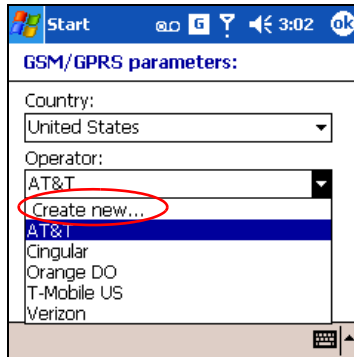 Start G 3:02 ok
GSM/GPRS parameters:
Country:
United States
Operator:
AT&T
Create new...
AT&T
Cingular
Orange DO
T-Mobile US
Verizon